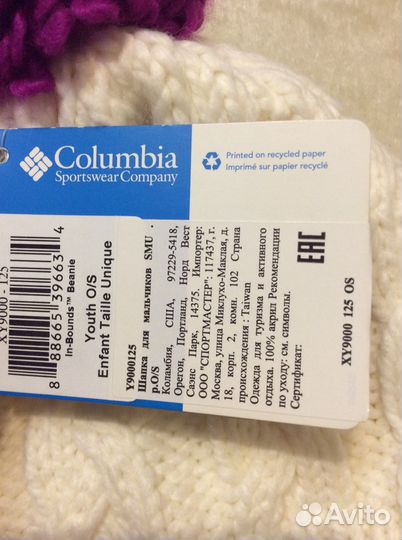 Columbia
Sportswear Company
Printed on recycled paper
Imprimé sur papier recyclé
XY9000 - 125
8 88665 39663 4
In-Bounds™ Beanie
Youth O/S
Enfant Taille Unique
Y9000125
Шапка для мальчиков SMU .
р.O/S
Коламбия, США, 97229-5418,
Орегон, Портланд, Норд Вест
Саэнс Парк, 14375. Импортер:
ООО "СПОРТМАСТЕР": 117437, г.
Москва, улица Миклухо-Маклая, д.
18, корп. 2, комн. 102 Страна
происхождения : Taiwan
Одежда для туризма и активного
отдыха. 100% акрил Рекомендации
по уходу: см. символы.
Сертификат:
EAC
XY9000 125 OS
Avito